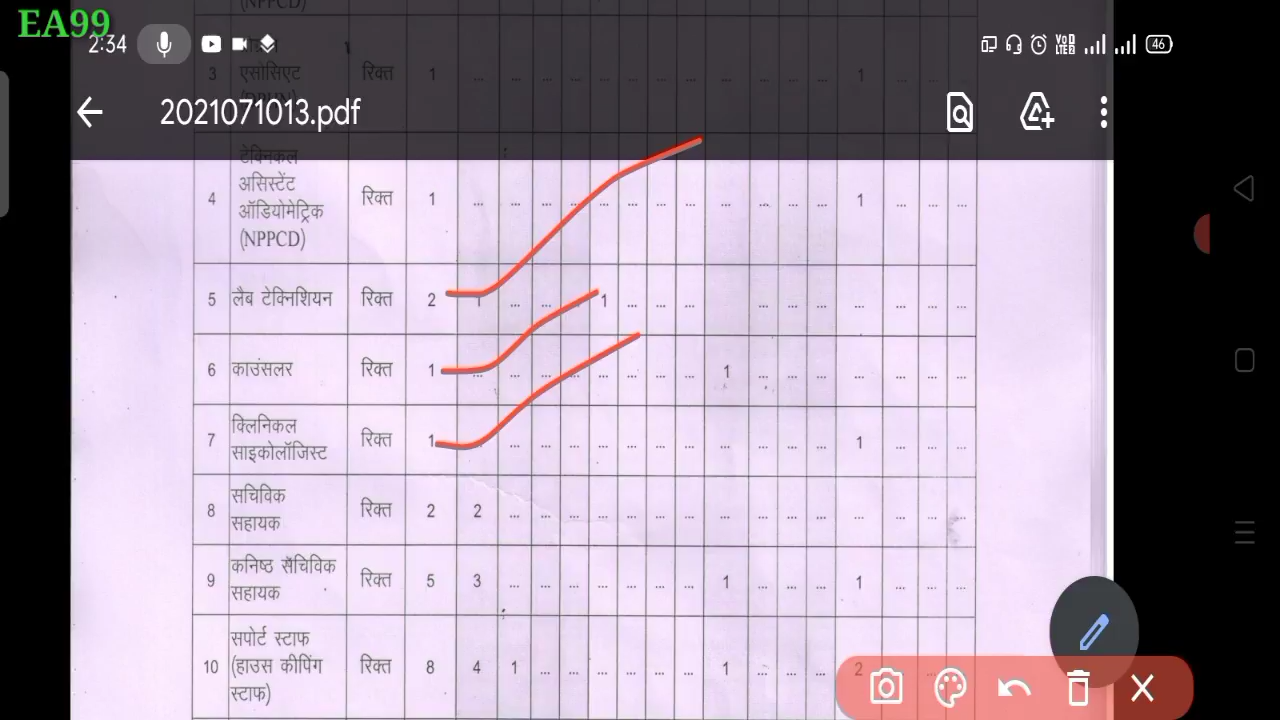 EA99
2:34
46
2021071013.pdf
(NPPCD)
3 एसोसिएट रिक्त 1 ... ... ... ... ... ... ... ... ... ... ... 1 ... ...
टेक्निकल
असिस्टेंट
4 ऑडियोमेट्रिक रिक्त 1 ... ... ... ... ... ... ... ... ... ... ... 1 ... ... ...
(NPPCD)
5 लैब टेक्निशियन रिक्त 2 1 ... ... ... 1 ... ... ... ... ... ... ... ... ... ...
6 काउंसलर रिक्त 1 ... ... ... ... ... ... ... ... 1 ... ... ... ... ... ... ...
क्लिनिकल
7 साइकोलॉजिस्ट रिक्त 1 ... ... ... ... ... ... ... ... ... ... ... 1 ... ... ...
सचिविक
8 सहायक रिक्त 2 2 ... ... ... ... ... ... ... ... ... ... ... ... ... ... ...
कनिष्ठ सचिविक
9 सहायक रिक्त 5 3 ... ... ... ... ... ... ... 1 ... ... ... 1 ... ... ...
सपोर्ट स्टाफ
10 (हाउस कीपिंग रिक्त 8 4 1 ... ... ... ... ... ... 1 ... ... ... 2
स्टाफ)